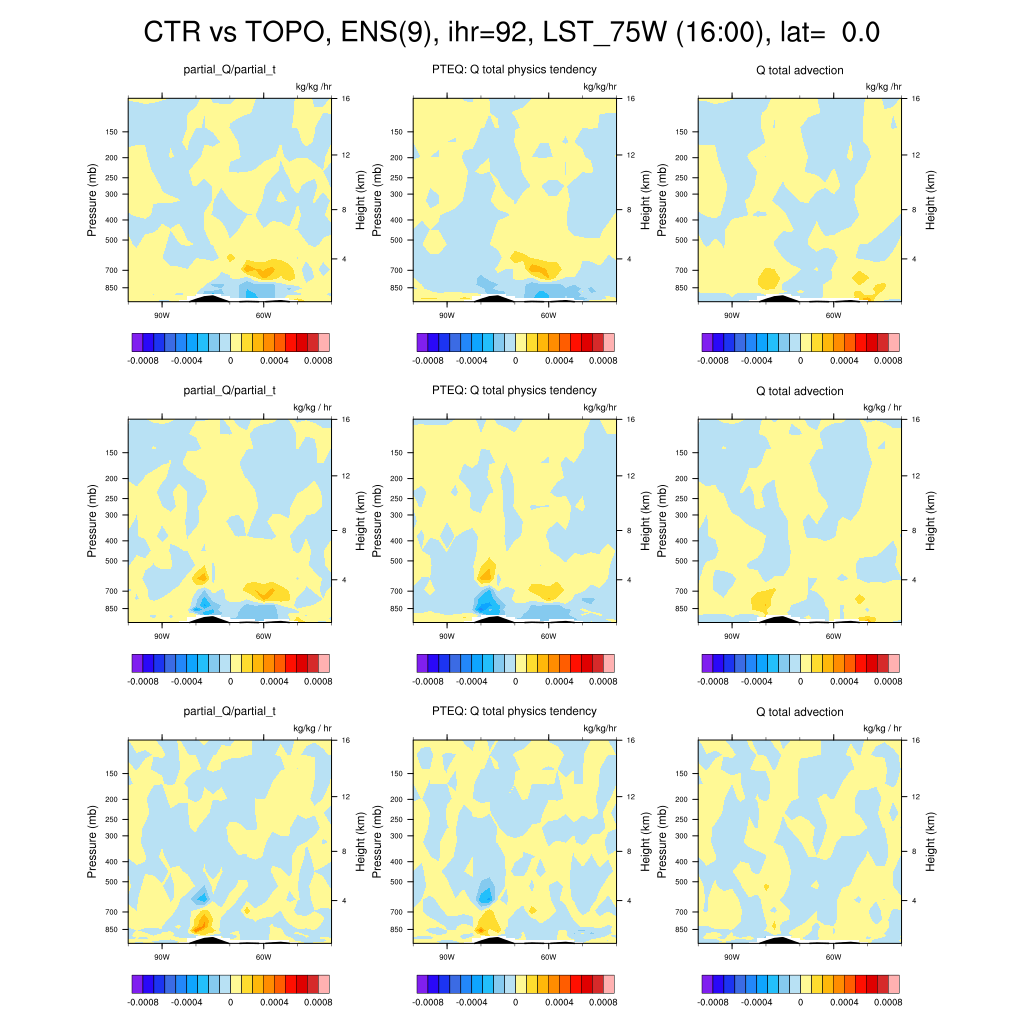 CTR vs TOPO, ENS(9), ihr=92, LST_75W (16:00), lat=  0.0
partial_Q/partial_t
kg/kg /hr
Pressure (mb)
150
200
250
300
400
500
700
850
16
12
8
4
Height (km)
90W 60W
-0.0008 -0.0004 0 0.0004 0.0008
PTEQ: Q total physics tendency
kg/kg/hr
Pressure (mb)
16
12
8
4
Height (km)
150
200
250
300
400
500
700
850
90W 60W
-0.0008 -0.0004 0 0.0004 0.0008
Q total advection
kg/kg /hr
Pressure (mb)
150
200
250
300
400
500
700
850
16
12
8
4
Height (km)
90W 60W
-0.0008 -0.0004 0 0.0004 0.0008
partial_Q/partial_t
kg/kg / hr
Pressure (mb)
150
200
250
300
400
500
700
850
16
12
8
4
Height (km)
90W 60W
-0.0008 -0.0004 0 0.0004 0.0008
PTEQ: Q total physics tendency
kg/kg/hr
Pressure (mb)
150
200
250
300
400
500
700
850
16
12
8
4
Height (km)
90W 60W
-0.0008 -0.0004 0 0.0004 0.0008
Q total advection
kg/kg / hr
Pressure (mb)
150
200
250
300
400
500
700
850
16
12
8
4
Height (km)
90W 60W
-0.0008 -0.0004 0 0.0004 0.0008
partial_Q/partial_t
kg/kg / hr
Pressure (mb)
150
200
250
300
400
500
700
850
16
12
8
4
Height (km)
90W 60W
-0.0008 -0.0004 0 0.0004 0.0008
PTEQ: Q total physics tendency
kg/kg/hr
Pressure (mb)
150
200
250
300
400
500
700
850
16
12
8
4
Height (km)
90W 60W
-0.0008 -0.0004 0 0.0004 0.0008
Q total advection
kg/kg / hr
Pressure (mb)
150
200
250
300
400
500
700
850
16
12
8
4
Height (km)
90W 60W
-0.0008 -0.0004 0 0.0004 0.0008